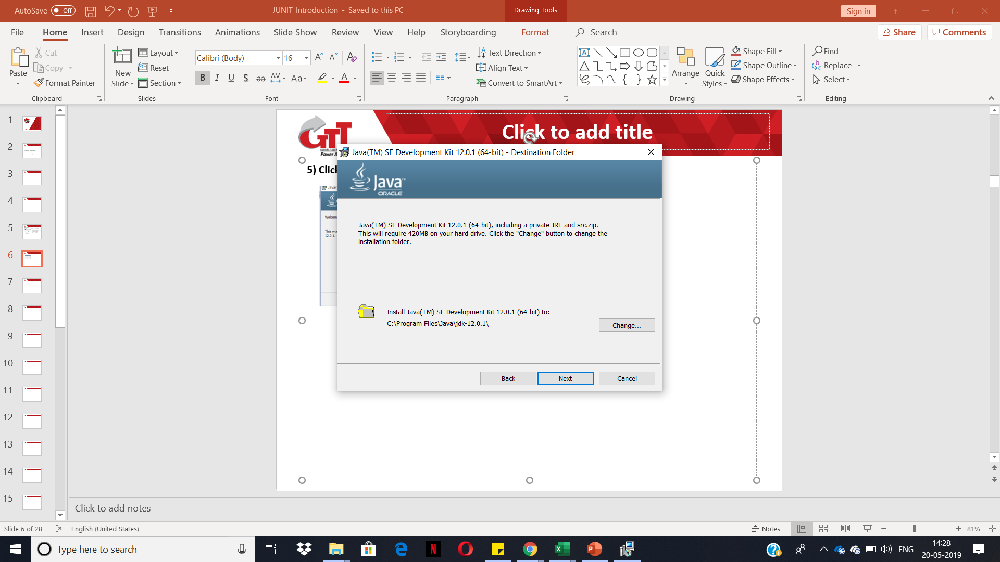 AutoSave Off
JUNIT_Introduction - Saved to this PC
Drawing Tools
Sign in
File Home Insert Design Transitions Animations Slide Show Review View Help Storyboarding Format Search Share Comments
Paste
Cut
Copy
Format Painter
Clipboard
New Slide
Layout
Reset
Section
Slides
Calibri (Body) 16
B I U S ab AV Aa A
Font
Text Direction
Align Text
Convert to SmartArt
Paragraph
Arrange
Quick Styles
Shape Fill
Shape Outline
Shape Effects
Drawing
Find
Replace
Select
Editing
1
2
3
4
5
6
7
8
9
10
11
12
13
14
15
GTT
Click to add title
5) Clic
Java(TM) SE Development Kit 12.0.1 (64-bit) - Destination Folder
Java™
ORACLE
Java(TM) SE Development Kit 12.0.1 (64-bit), including a private JRE and src.zip.
This will require 420MB on your hard drive. Click the "Change" button to change the
installation folder.
Install Java(TM) SE Development Kit 12.0.1 (64-bit) to:
C:\Program Files\Java\jdk-12.0.1\
Change...
Back Next Cancel
Click to add notes
Slide 6 of 28 English (United States) Notes 81%
Type here to search
ENG
14:28
20-05-2019